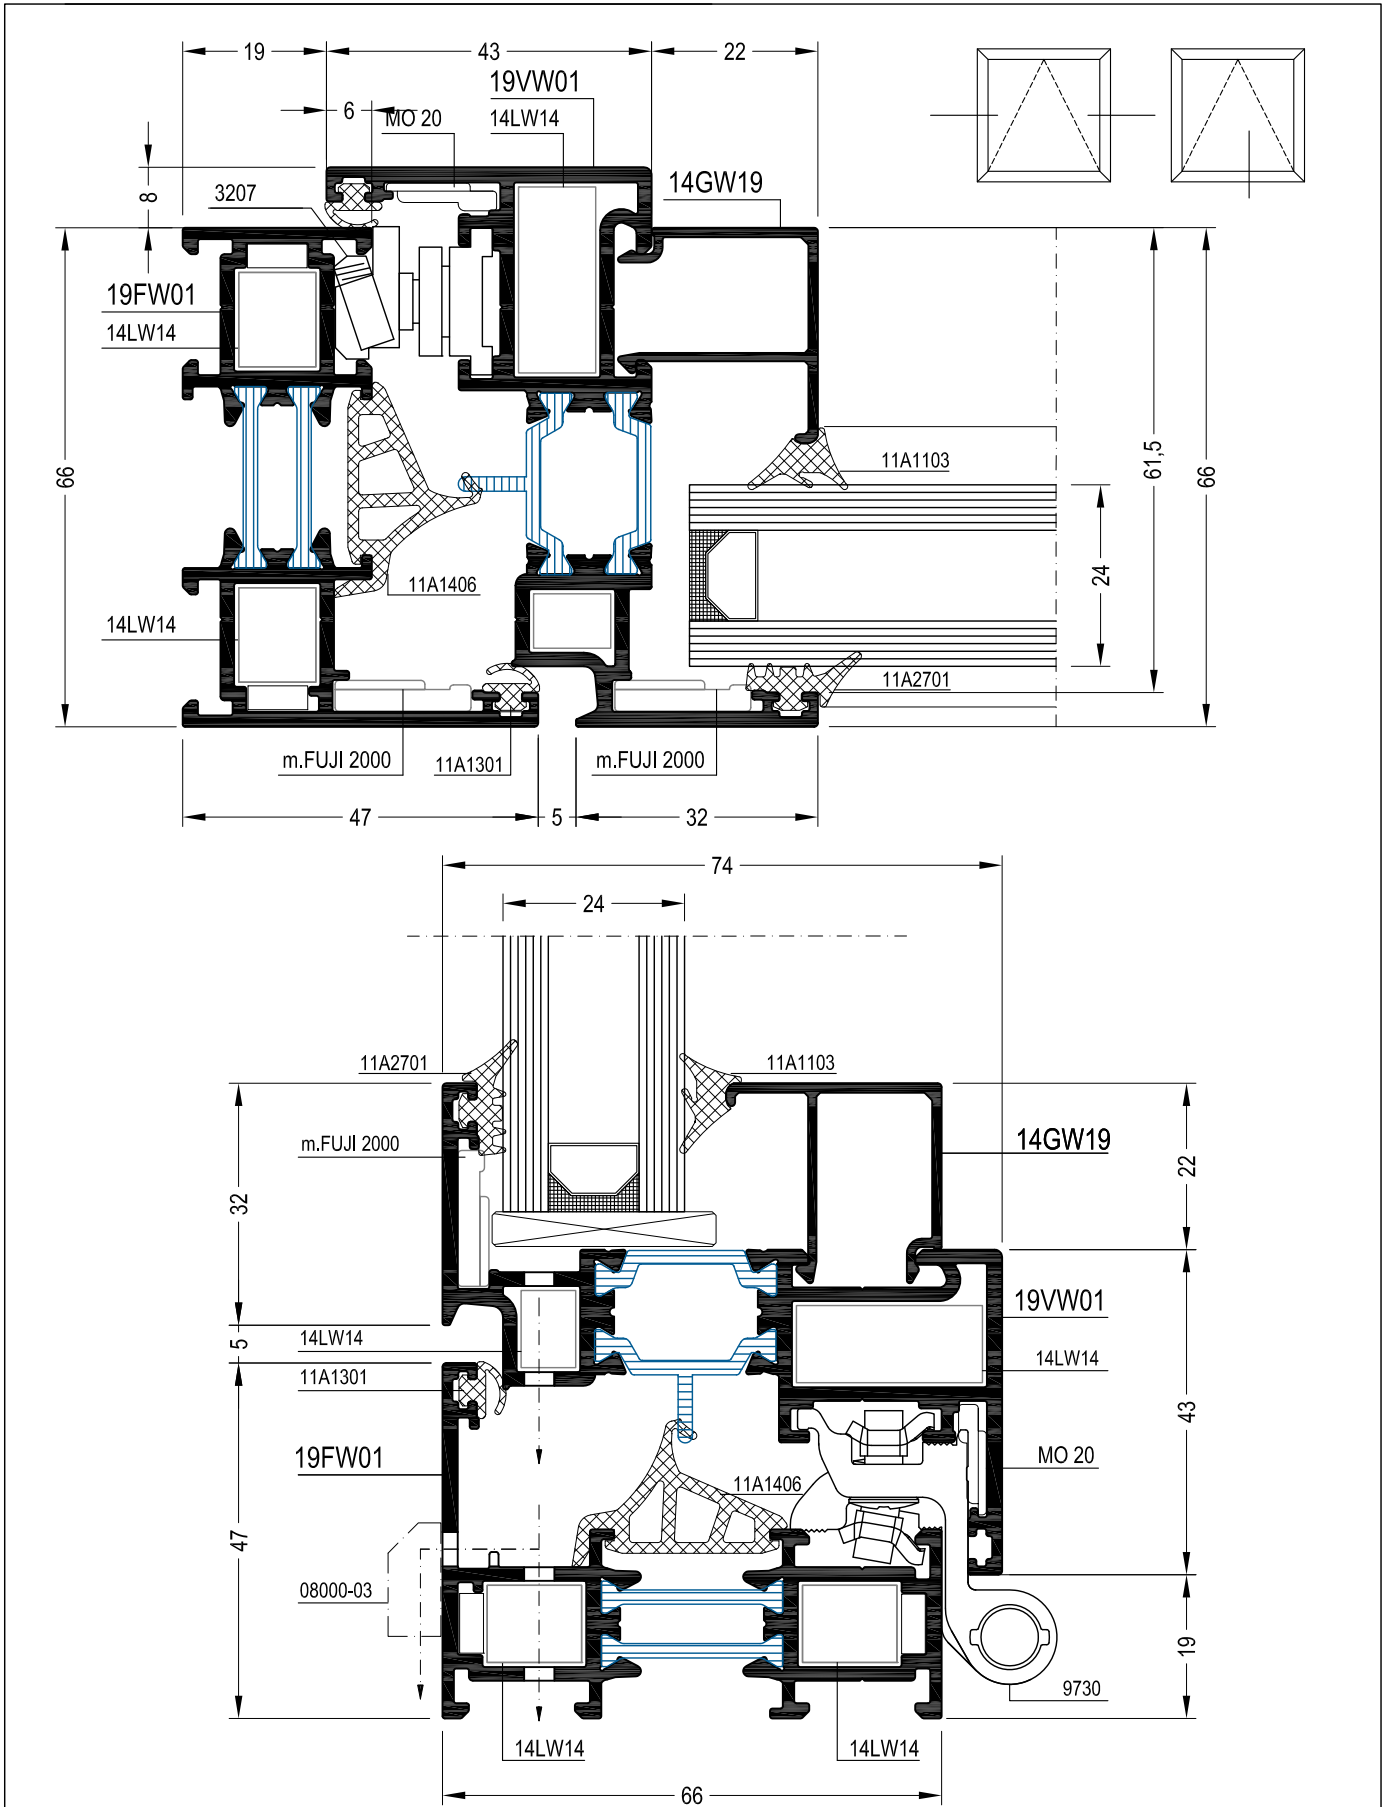 19
43
22
19VW01
6
MO 20
14LW14
14GW19
3207
8
19FW01
14LW14
66
11A1103
61,5
66
24
11A1406
14LW14
11A2701
m.FUJI 2000
11A1301
m.FUJI 2000
47
5
32
74
24
11A2701
11A1103
m.FUJI 2000
14GW19
22
32
19VW01
5
14LW14
14LW14
11A1301
43
19FW01
MO 20
11A1406
47
08000-03
19
9730
14LW14
14LW14
66